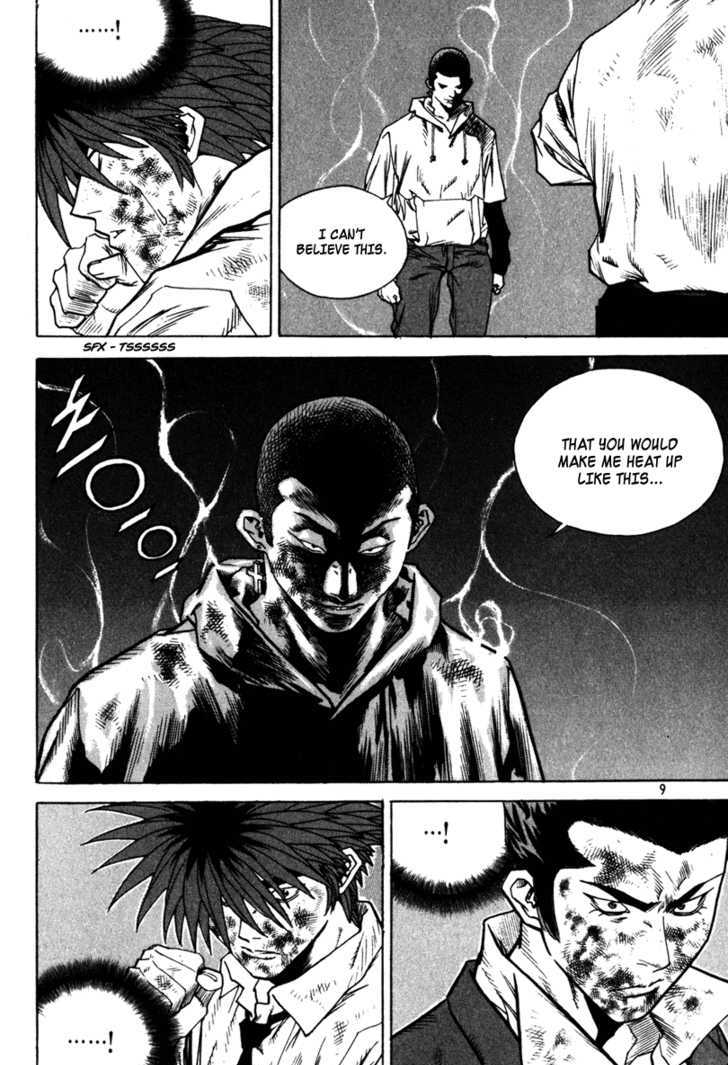 ......!
I CAN'T
BELIEVE THIS.
SFX - TSSSSSS
THAT YOU WOULD
MAKE ME HEAT UP
LIKE THIS...
9
...!
...!
......!